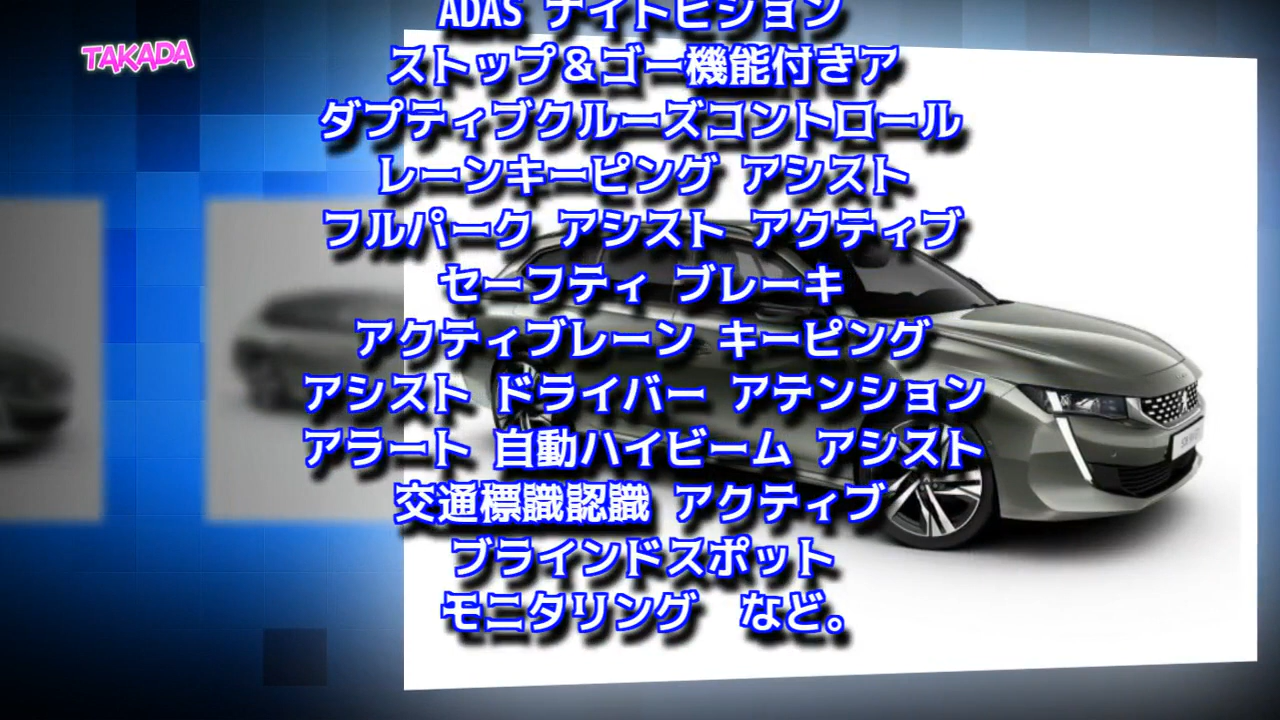 ADAS ナイトビジョン
TAKADA
ストップ＆ゴー機能付きア
ダプティブクルーズコントロール
レーンキーピング アシスト
フルパーク アシスト アクティブ
セーフティ ブレーキ
アクティブレーン キーピング
アシスト ドライバー アテンション
アラート 自動ハイビーム アシスト
交通標識認識 アクティブ
ブラインドスポット
モニタリング　など。